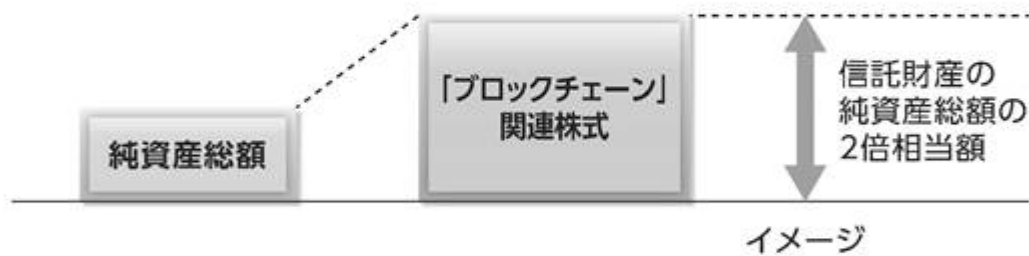 純資産総額
「ブロックチェーン」
関連株式
信託財産の
純資産総額の
2倍相当額
イメージ